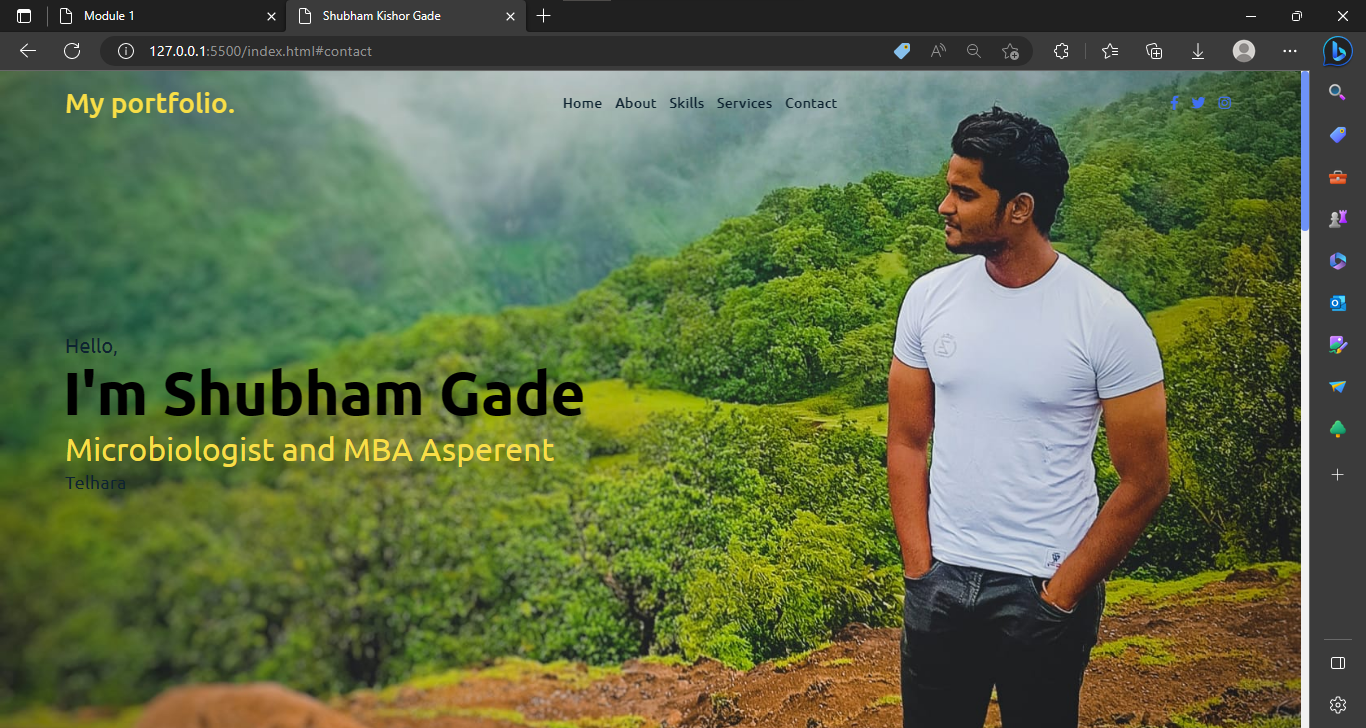 Module 1
Shubham Kishor Gade
127.0.0.1:5500/index.html#contact
My portfolio.
Home About Skills Services Contact
Hello,
I'm Shubham Gade
Microbiologist and MBA Asperent
Telhara